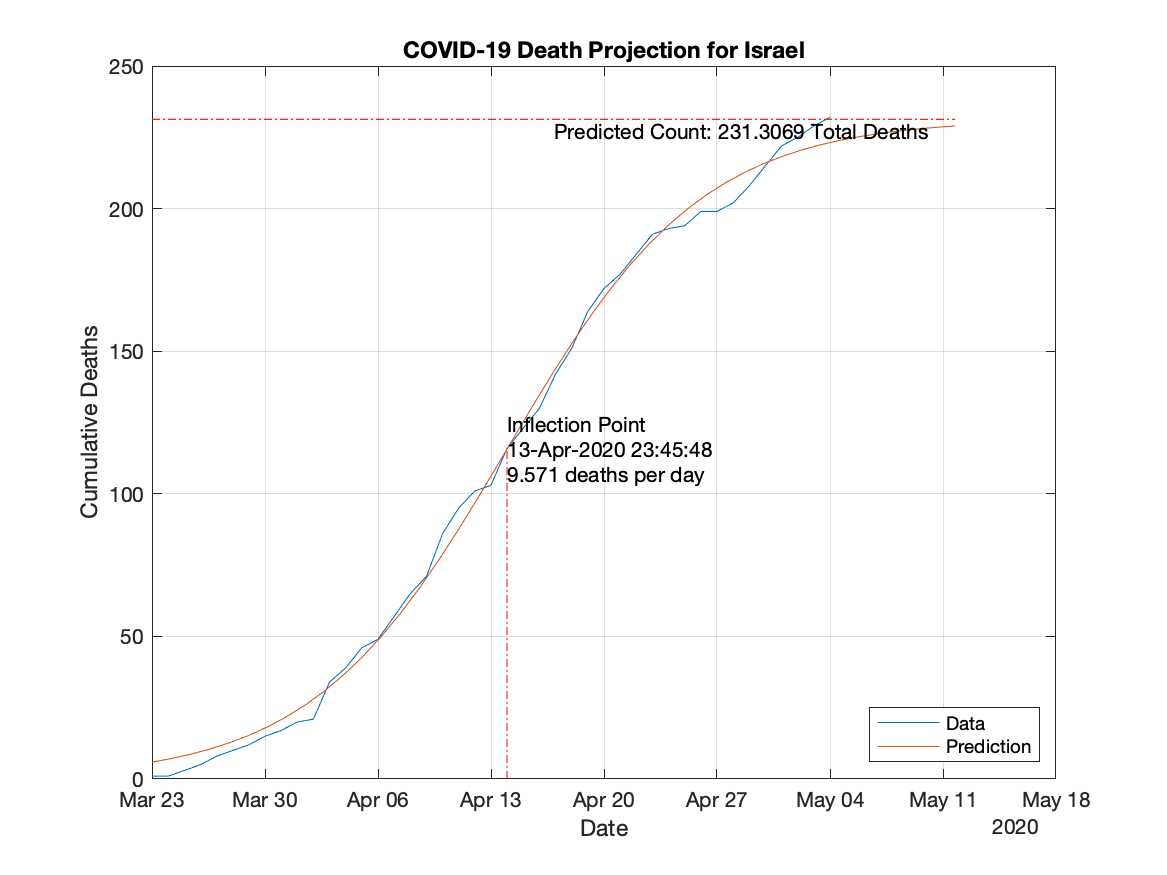 COVID-19 Death Projection for Israel
250
Predicted Count: 231.3069 Total Deaths
200
150
Cumulative Deaths
Inflection Point
13-Apr-2020 23:45:48
9.571 deaths per day
100
50
Data
Prediction
0
Mar 23 Mar 30 Apr 06 Apr 13 Apr 20 Apr 27 May 04 May 11 May 18
Date
2020